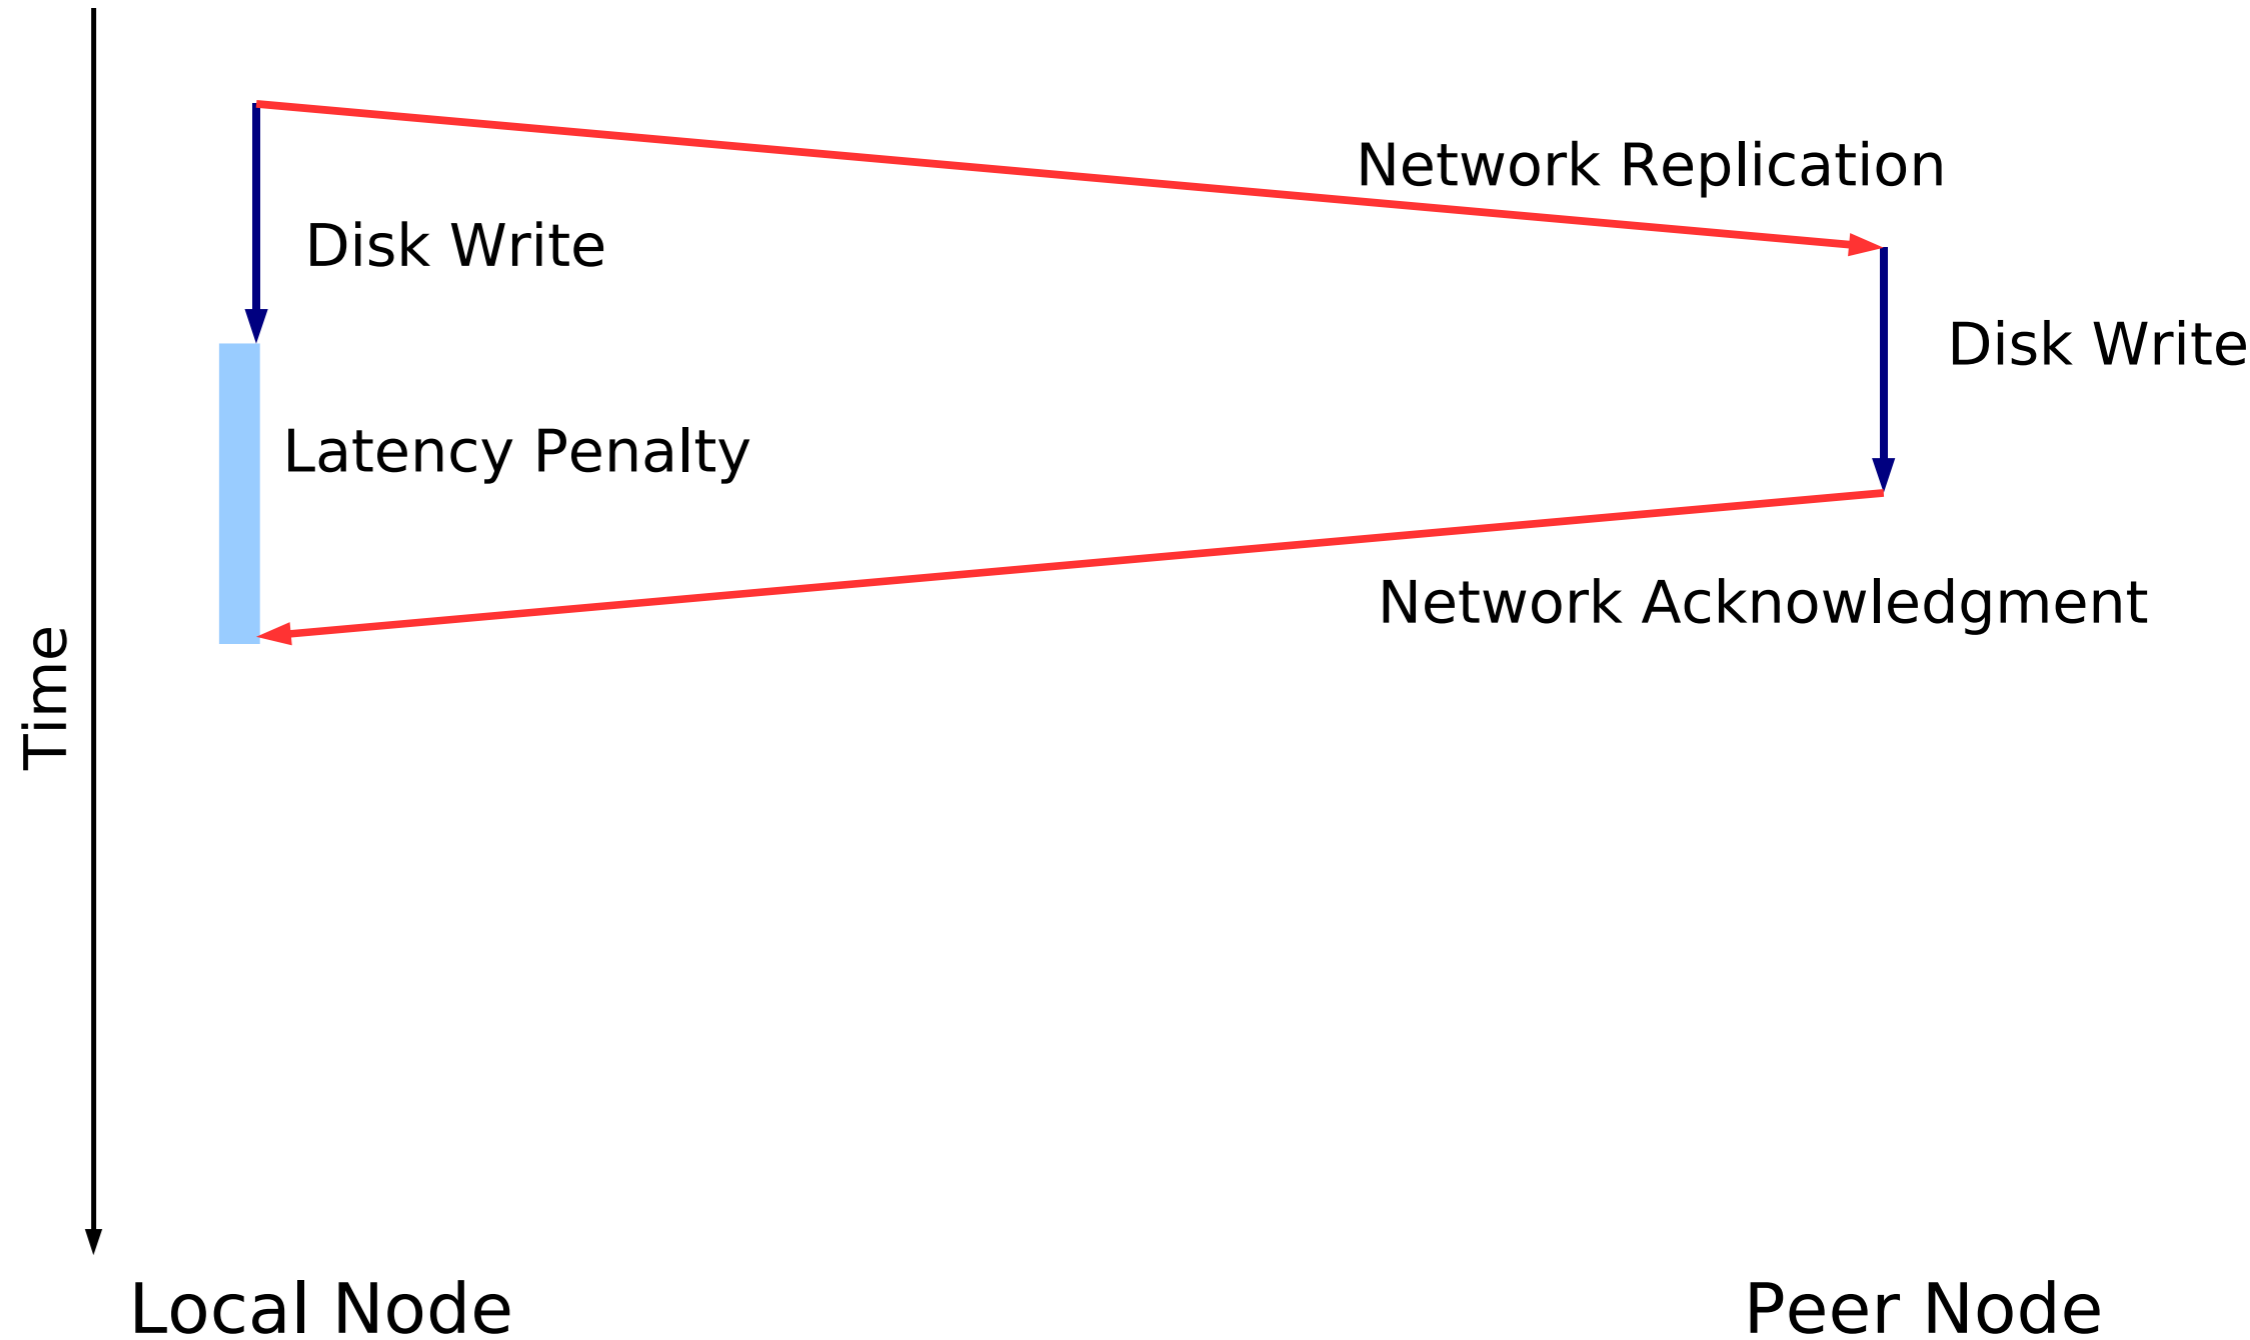 Network Replication
Disk Write
Disk Write
Latency Penalty
Network Acknowledgment
Time
Local Node
Peer Node